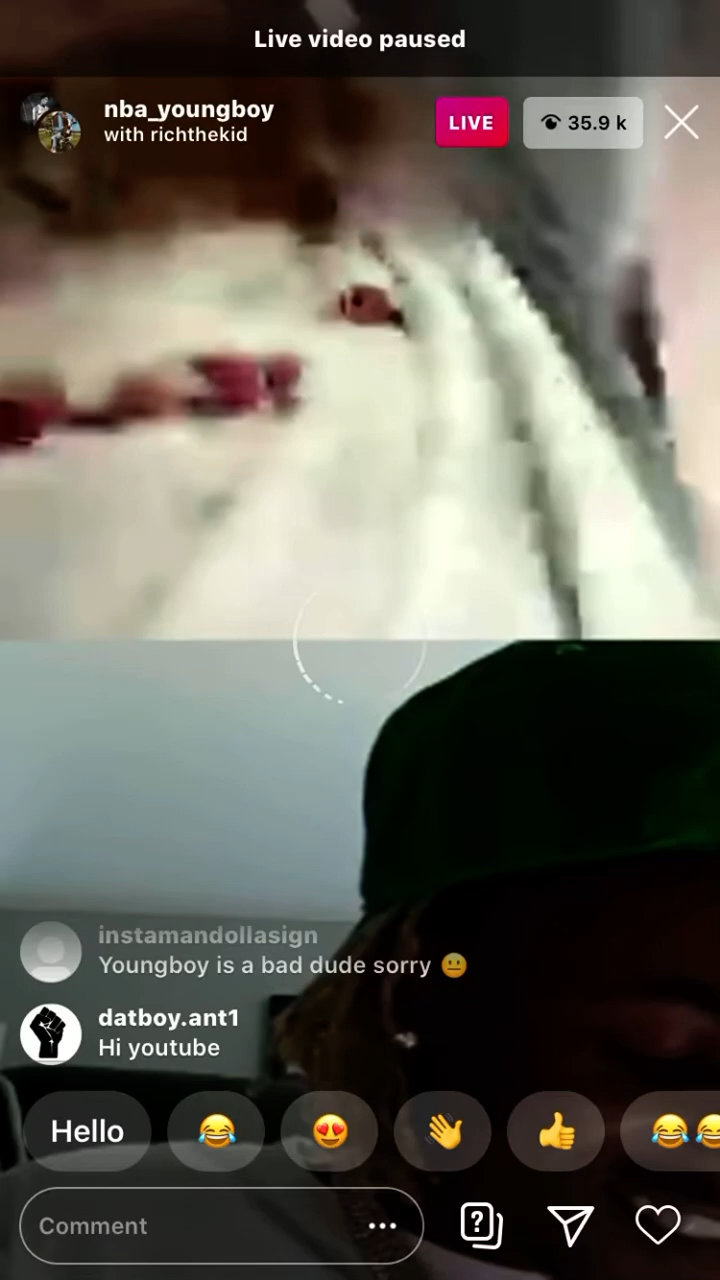 Live video paused
nba_youngboy
with richthekid
LIVE
35.9 k
instamandollasign
Youngboy is a bad dude sorry 😐
datboy.ant1
Hi youtube
Hello 😂 😍 👋 👍 😂😂
Comment